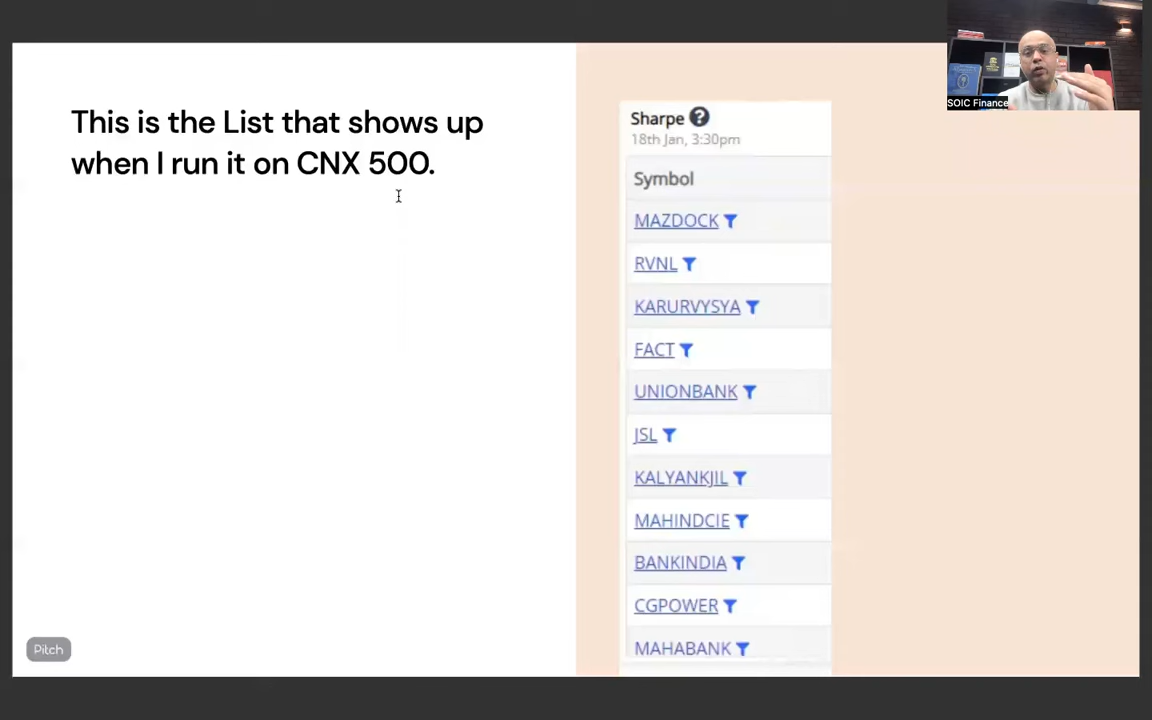 This is the List that shows up
when I run it on CNX 500.
Sharpe ?
18th Jan, 3:30pm
Symbol
MAZDOCK
RVNL
KARURVYSYA
FACT
UNIONBANK
JSL
KALYANKJIL
MAHINDCIE
BANKINDIA
CGPOWER
MAHABANK
Pitch
SOIC Finance